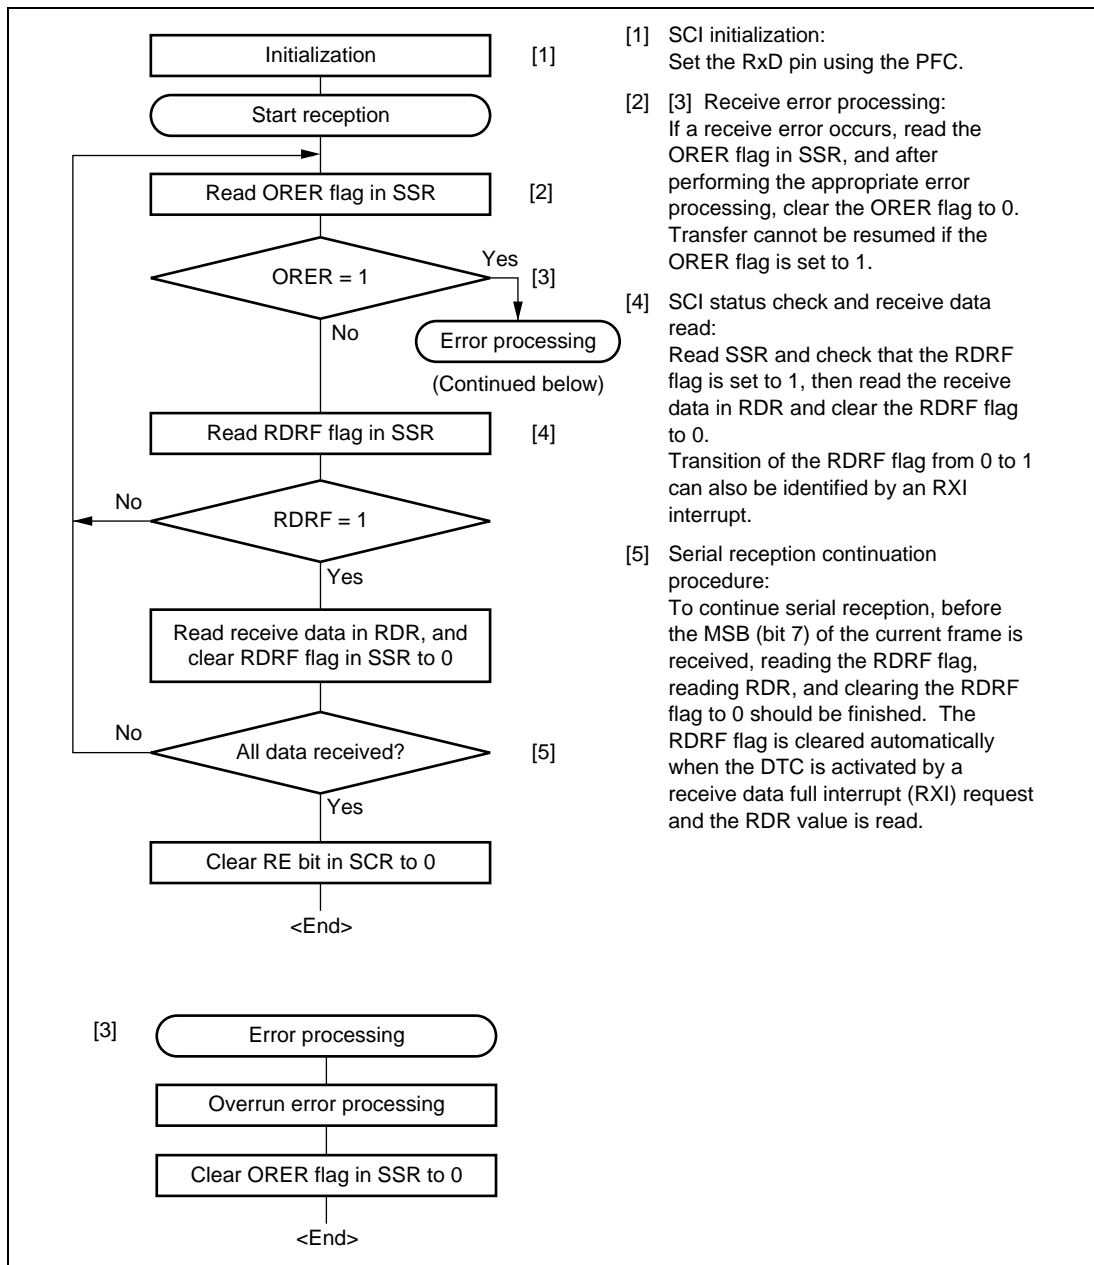 Initialization
[1]
Start reception
Read ORER flag in SSR
[2]
ORER = 1
Yes
[3]
No
Error processing
(Continued below)
Read RDRF flag in SSR
[4]
No
RDRF = 1
Yes
Read receive data in RDR, and
clear RDRF flag in SSR to 0
No
All data received?
[5]
Yes
Clear RE bit in SCR to 0
<End>
[3]
Error processing
Overrun error processing
Clear ORER flag in SSR to 0
<End>
[1] SCI initialization:
Set the RxD pin using the PFC.
[2] [3] Receive error processing:
If a receive error occurs, read the
ORER flag in SSR, and after
performing the appropriate error
processing, clear the ORER flag to 0.
Transfer cannot be resumed if the
ORER flag is set to 1.
[4] SCI status check and receive data
read:
Read SSR and check that the RDRF
flag is set to 1, then read the receive
data in RDR and clear the RDRF flag
to 0.
Transition of the RDRF flag from 0 to 1
can also be identified by an RXI
interrupt.
[5] Serial reception continuation
procedure:
To continue serial reception, before
the MSB (bit 7) of the current frame is
received, reading the RDRF flag,
reading RDR, and clearing the RDRF
flag to 0 should be finished. The
RDRF flag is cleared automatically
when the DTC is activated by a
receive data full interrupt (RXI) request
and the RDR value is read.